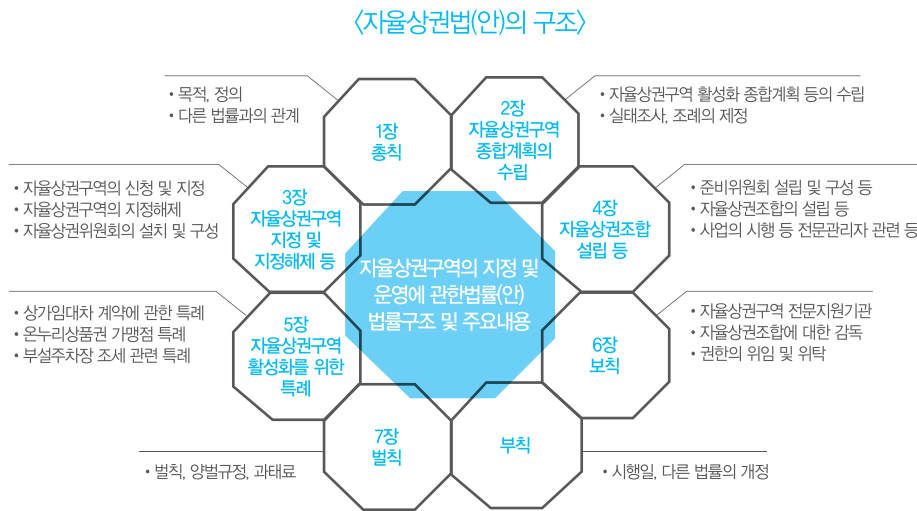 〈자율상권법(안)의 구조〉
• 목적, 정의
• 다른 법률과의 관계
1장
총칙
2장
자율상권구역
종합계획의
수립
• 자율상권구역 활성화 종합계획 등의 수립
• 실태조사, 조례의 제정
• 자율상권구역의 신청 및 지정
• 자율상권구역의 지정해제
• 자율상권위원회의 설치 및 구성
3장
자율상권구역
지정 및
지정해제 등
4장
자율상권조합
설립 등
• 준비위원회 설립 및 구성 등
• 자율상권조합의 설립 등
• 사업의 시행 등 전문관리자 관련 등
자율상권구역의 지정 및
운영에 관한법률(안)
법률구조 및 주요내용
• 상가임대차 계약에 관한 특례
• 온누리상품권 가맹점 특례
• 부설주차장 조세 관련 특례
5장
자율상권구역
활성화를 위한
특례
6장
보칙
• 자율상권구역 전문지원기관
• 자율상권조합에 대한 감독
• 권한의 위임 및 위탁
7장
벌칙
• 벌칙, 양벌규정, 과태료
부칙
• 시행일, 다른 법률의 개정